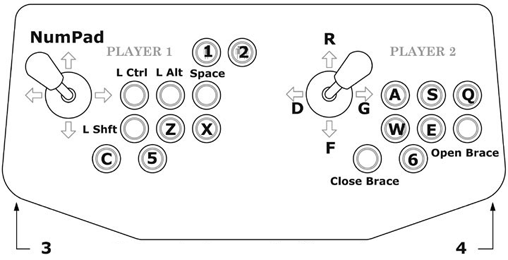 NumPad
PLAYER 1
1
2
R
PLAYER 2
L Ctrl
L Alt
Space
D
G
A
S
Q
L Shft
Z
X
F
W
E
Open Brace
C
5
Close Brace
6
3
4